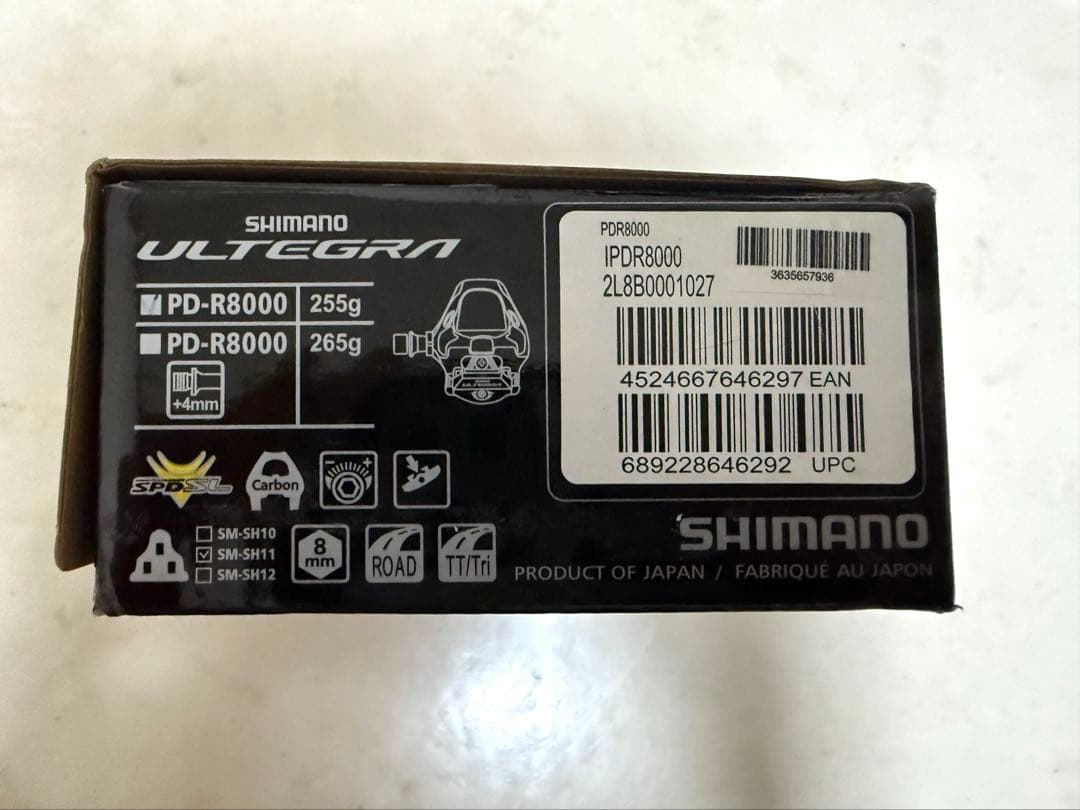 SHIMANO
ULTEGRA
PD-R8000 255g
PD-R8000 265g
+4mm
SPD-SL
Carbon
- +
SM-SH10
SM-SH11
SM-SH12
8
mm
ROAD
TT/Tri
ULTEGRA
PDR8000
IPDR8000
2L8B0001027
3635657936
4524667646297 EAN
689228646292 UPC
SHIMANO
PRODUCT OF JAPAN / FABRIQUÉ AU JAPON